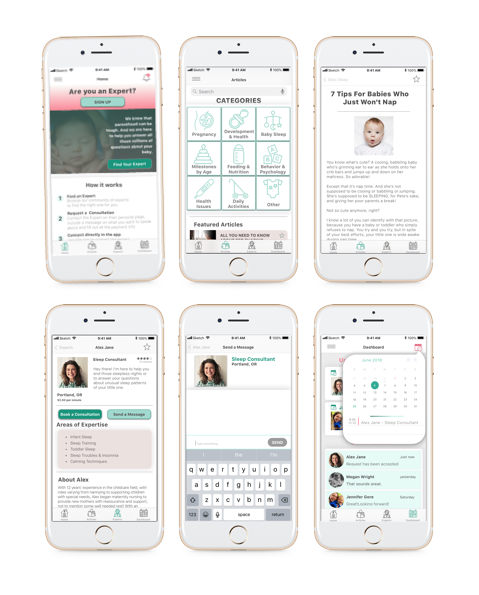 Sketch 9:41 AM 100%
Home
Are you an Expert?
SIGN UP
We know that
parenthood can be
tough. And we are here
to help you answer all
those millions of
questions about your
baby.
Find Your Expert
How it works
1 Find an Expert
2 Request a Consultation
3 Connect directly in the app
Sketch 9:41 AM 100%
Articles
Search
CATEGORIES
Pregnancy
Development
& Health
Baby Sleep
Milestones
by Age
Feeding &
Nutrition
Behavior &
Psychology
Health
Issues
Daily
Activities
Other
Featured Articles
ALL YOU NEED TO KNOW
Sketch 9:41 AM 100%
Baby Sleep
7 Tips For Babies Who
Just Won't Nap
You know what's cute? A cooing, babbling baby
who's grinning ear to ear as she holds onto her
crib bars and jumps up and down on her
mattress. So adorable!
Except that it's nap time. And she's not
supposed to be cooing or babbling or jumping.
She's supposed to be SLEEPING, for Pete's sake,
and giving her parents a break!
Not so cute anymore, right?
I know a lot of you can identify with that picture,
because you have a baby or toddler who simply
refuses to nap. You try and you try, but in spite
of your best efforts, your little one is wide awake
Sketch 9:41 AM 100%
Search
Alex Jane
Sleep Consultant
Hey there! I'm here to help you
end those sleepless nights or
to answer your questions
about unusual sleep patterns
of your little one.
Portland, OR
Book a Consultation
Send a Message
Areas of Expertise
• Infant Sleep
• Sleep Training
• Toddler Sleep
• Sleep Troubles & Insomnia
• Calming Techniques
About Alex
With 12 years' experience in the childcare field, with
roles varying from nannying to supporting children
with special needs, Alex began maternity nursing to
provide new mothers with reassurance and support,
Sketch 9:41 AM 100%
Alex Jane
Send a Message
Sleep Consultant
Portland, OR
SEND
I the I'm
q w e r t y u i o p
a s d f g h j k l
z x c v b n m
123 space return
Sketch 9:41 AM 100%
Dashboard
June 2018
Alex Jane - Sleep Consultant
Alex Jane Just now
Request has been accepted
Megan Wright yesterday
That sounds great.
Jennifer Gere Saturday
Great!Looking forward!